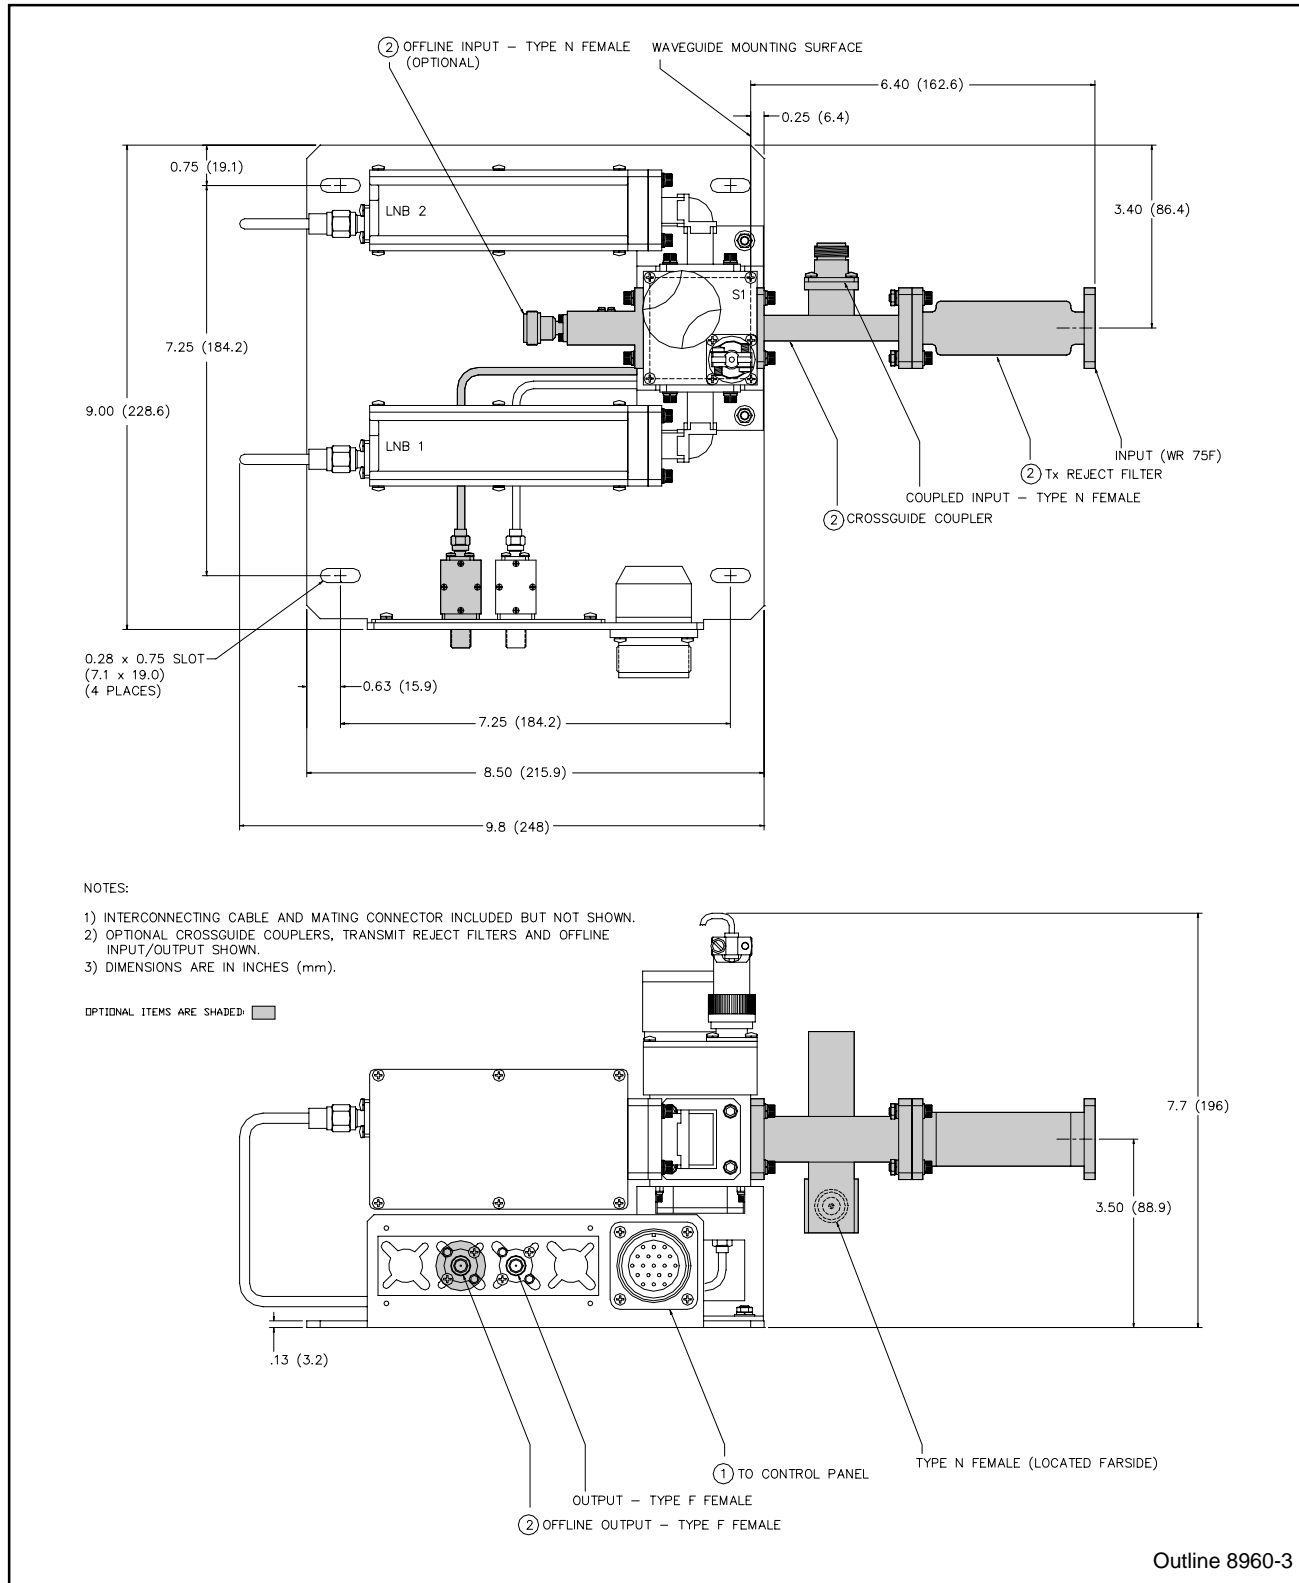 ② OFFLINE INPUT – TYPE N FEMALE
(OPTIONAL)
WAVEGUIDE MOUNTING SURFACE
6.40 (162.6)
0.25 (6.4)
0.75 (19.1)
LNB 2
3.40 (86.4)
S1
7.25 (184.2)
9.00 (228.6)
LNB 1
INPUT (WR 75F)
② Tx REJECT FILTER
COUPLED INPUT – TYPE N FEMALE
② CROSSGUIDE COUPLER
0.28 x 0.75 SLOT
(7.1 x 19.0)
(4 PLACES)
0.63 (15.9)
7.25 (184.2)
8.50 (215.9)
9.8 (248)
NOTES:
1) INTERCONNECTING CABLE AND MATING CONNECTOR INCLUDED BUT NOT SHOWN.
2) OPTIONAL CROSSGUIDE COUPLERS, TRANSMIT REJECT FILTERS AND OFFLINE
INPUT/OUTPUT SHOWN.
3) DIMENSIONS ARE IN INCHES (mm).
OPTIONAL ITEMS ARE SHADED:
7.7 (196)
3.50 (88.9)
.13 (3.2)
TYPE N FEMALE (LOCATED FARSIDE)
① TO CONTROL PANEL
OUTPUT – TYPE F FEMALE
② OFFLINE OUTPUT – TYPE F FEMALE
Outline 8960-3